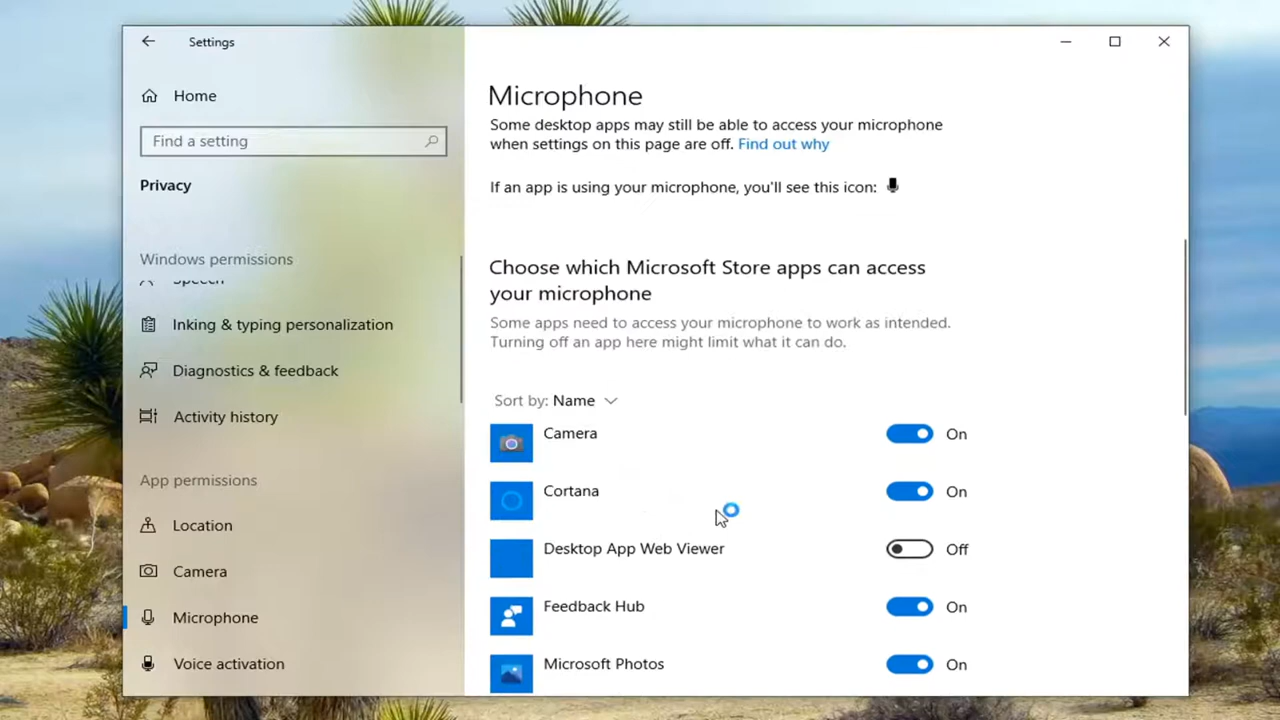 Settings
Home
Find a setting
Privacy
Windows permissions
Speech
Inking & typing personalization
Diagnostics & feedback
Activity history
App permissions
Location
Camera
Microphone
Voice activation
Microphone
Some desktop apps may still be able to access your microphone
when settings on this page are off. Find out why
If an app is using your microphone, you'll see this icon:
Choose which Microsoft Store apps can access
your microphone
Some apps need to access your microphone to work as intended.
Turning off an app here might limit what it can do.
Sort by: Name
Camera On
Cortana On
Desktop App Web Viewer Off
Feedback Hub On
Microsoft Photos On